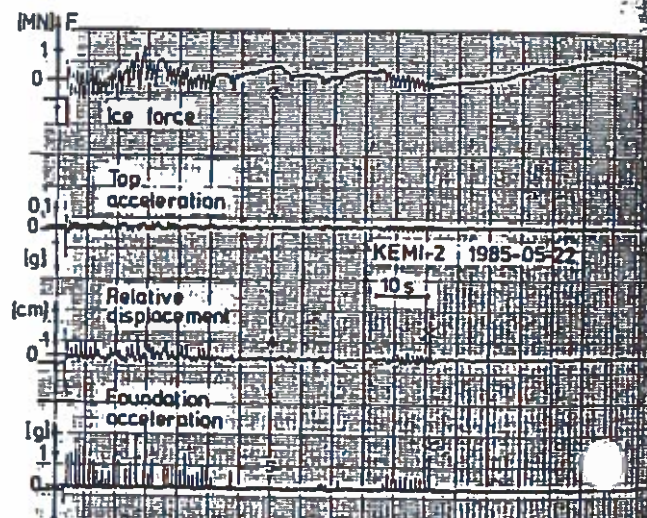 [MN] F
1
0
Ice force
Top
acceleration
0.1
0
[g]
KEMI-2 1985-05-22
10 s
[cm]
Relative
displacement
1
0
Foundation
acceleration
[g]
1
0